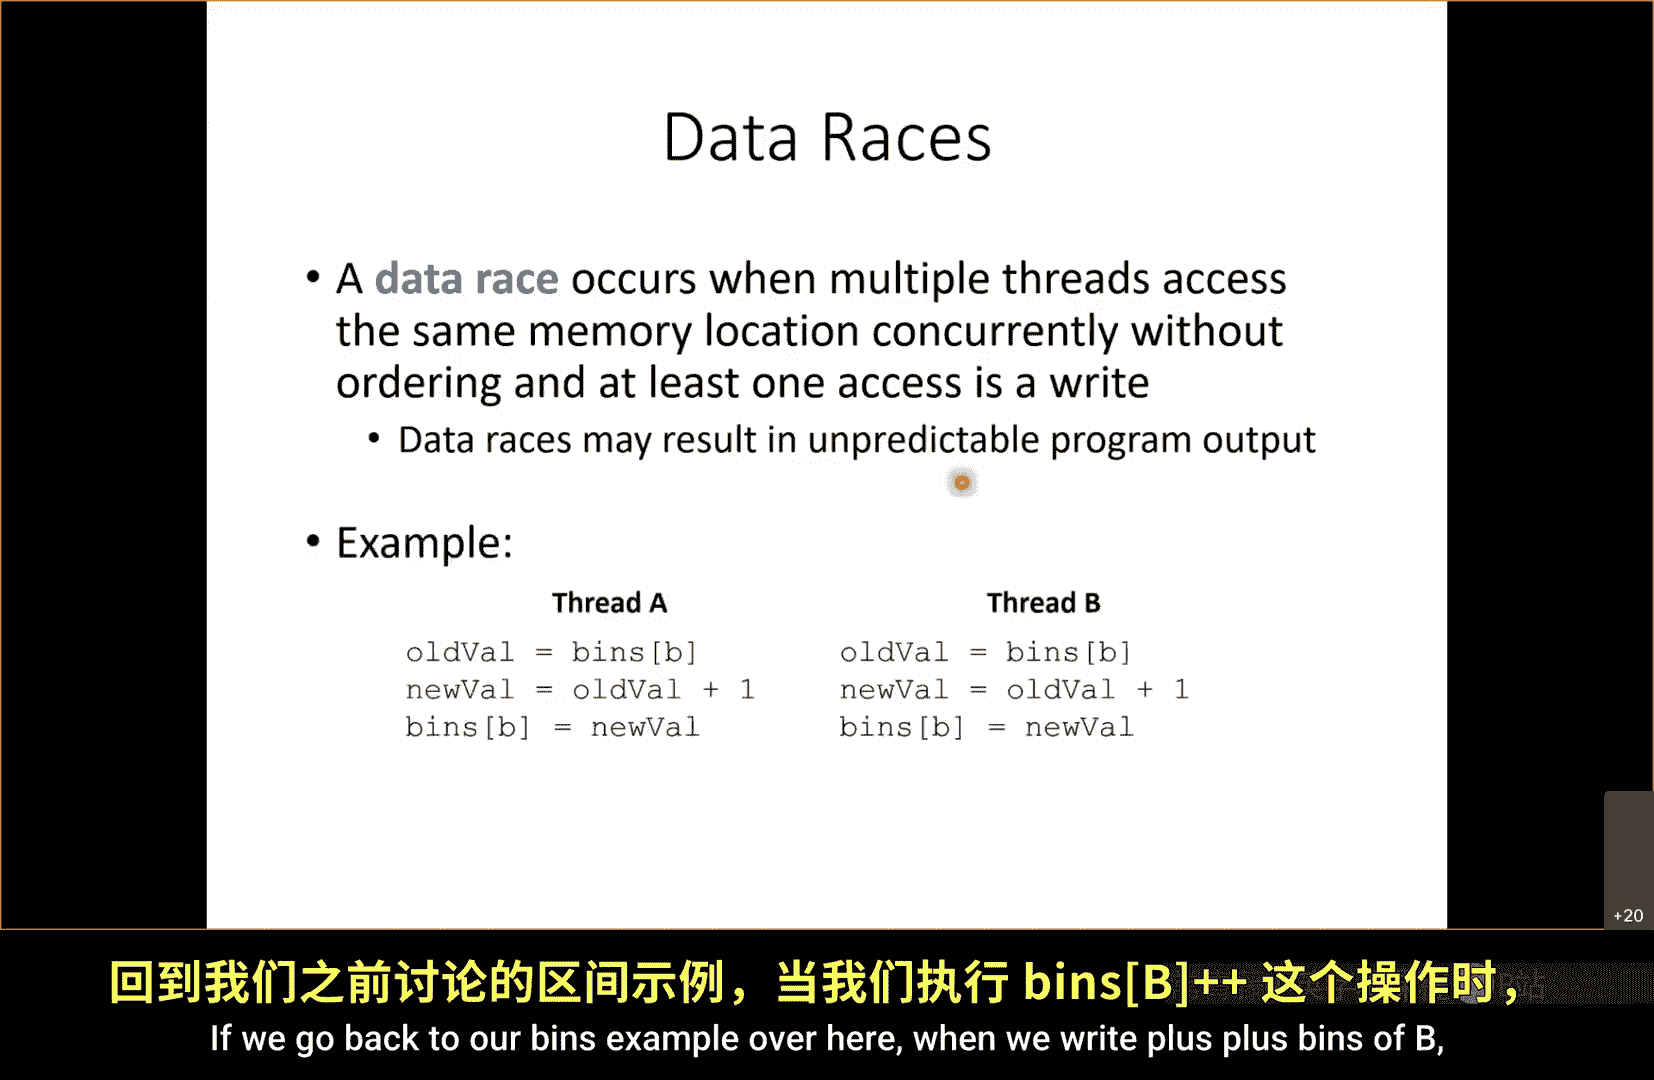 Data Races
• A data race occurs when multiple threads access
the same memory location concurrently without
ordering and at least one access is a write
• Data races may result in unpredictable program output
• Example:
Thread A
oldVal = bins[b]
newVal = oldVal + 1
bins[b] = newVal
Thread B
oldVal = bins[b]
newVal = oldVal + 1
bins[b] = newVal
+20
回到我们之前讨论的区间示例，当我们执行 bins[B]++ 这个操作时，
If we go back to our bins example over here, when we write plus plus bins of B,